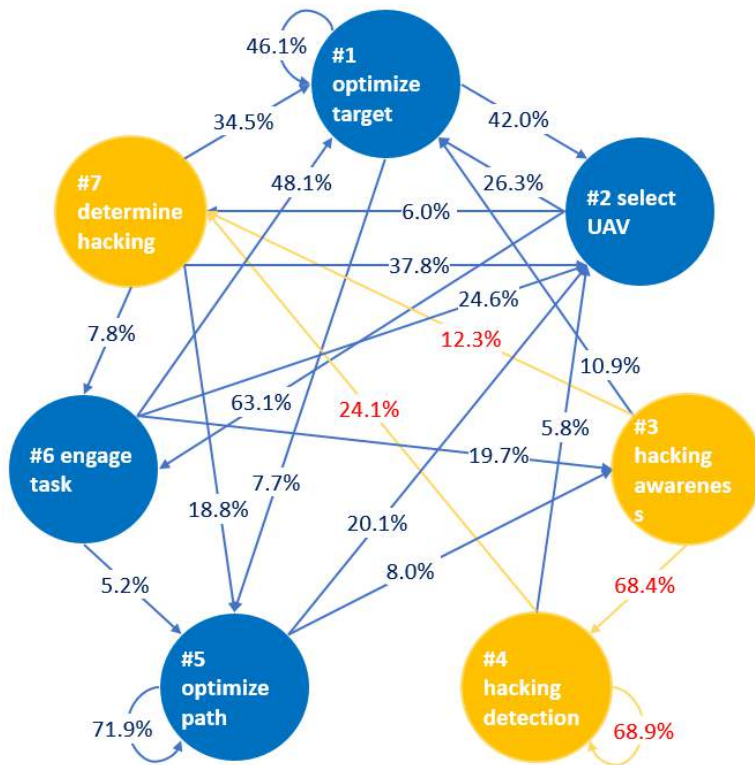 46.1%
#1
optimize
target
34.5%
42.0%
#7
determine
hacking
48.1%
26.3%
#2 select
UAV
6.0%
37.8%
24.6%
7.8%
12.3%
10.9%
63.1%
24.1%
#3
hacking
awarenes
s
#6 engage
task
5.8%
19.7%
7.7%
18.8%
20.1%
8.0%
5.2%
68.4%
#5
optimize
path
#4
hacking
detection
71.9%
68.9%